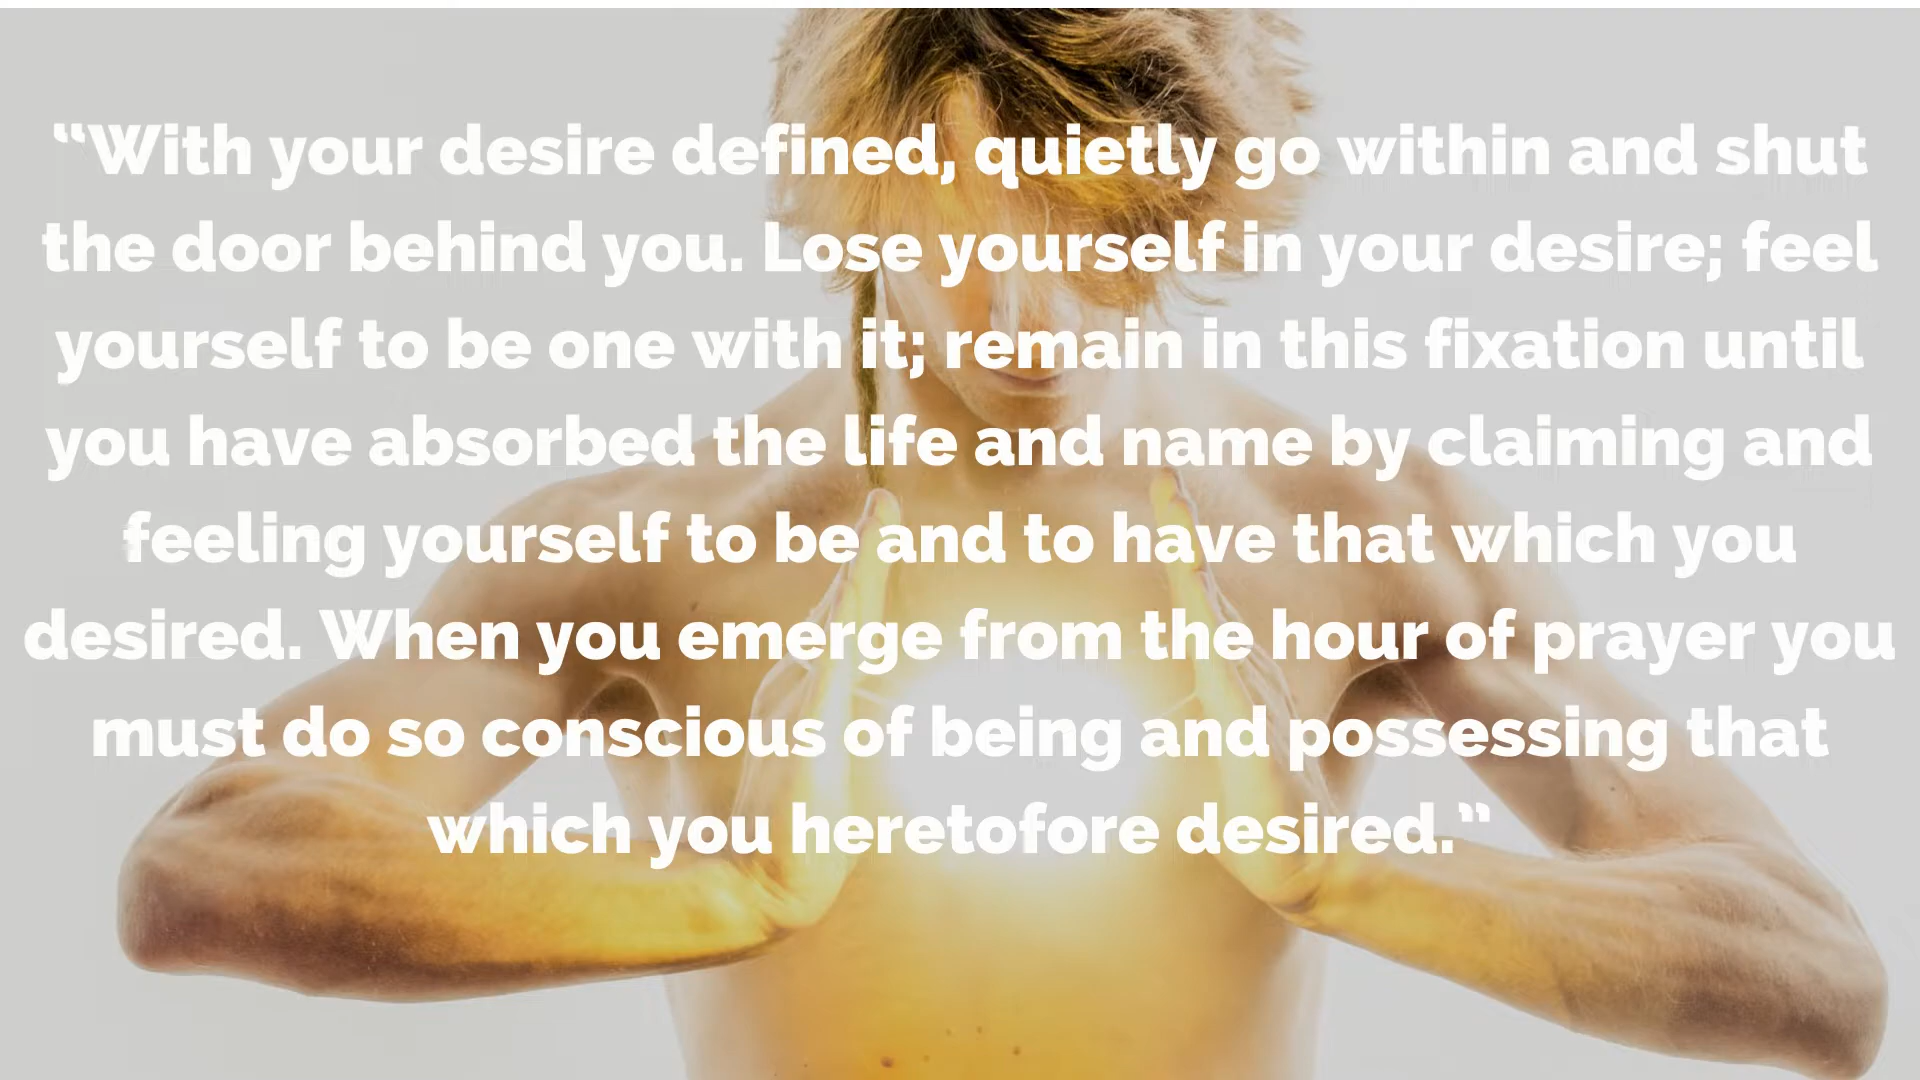 “With your desire defined, quietly go within and shut
the door behind you. Lose yourself in your desire; feel
yourself to be one with it; remain in this fixation until
you have absorbed the life and name by claiming and
feeling yourself to be and to have that which you
desired. When you emerge from the hour of prayer you
must do so conscious of being and possessing that
which you heretofore desired.”